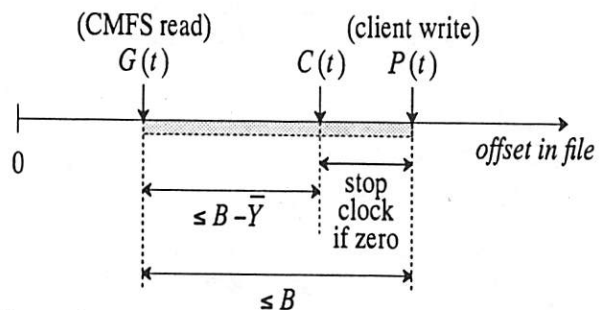 (CMFS read)
(client write)
G(t)
C(t)
P(t)
0
offset in file
stop
clock
if zero
≤ B – Y̅
≤ B